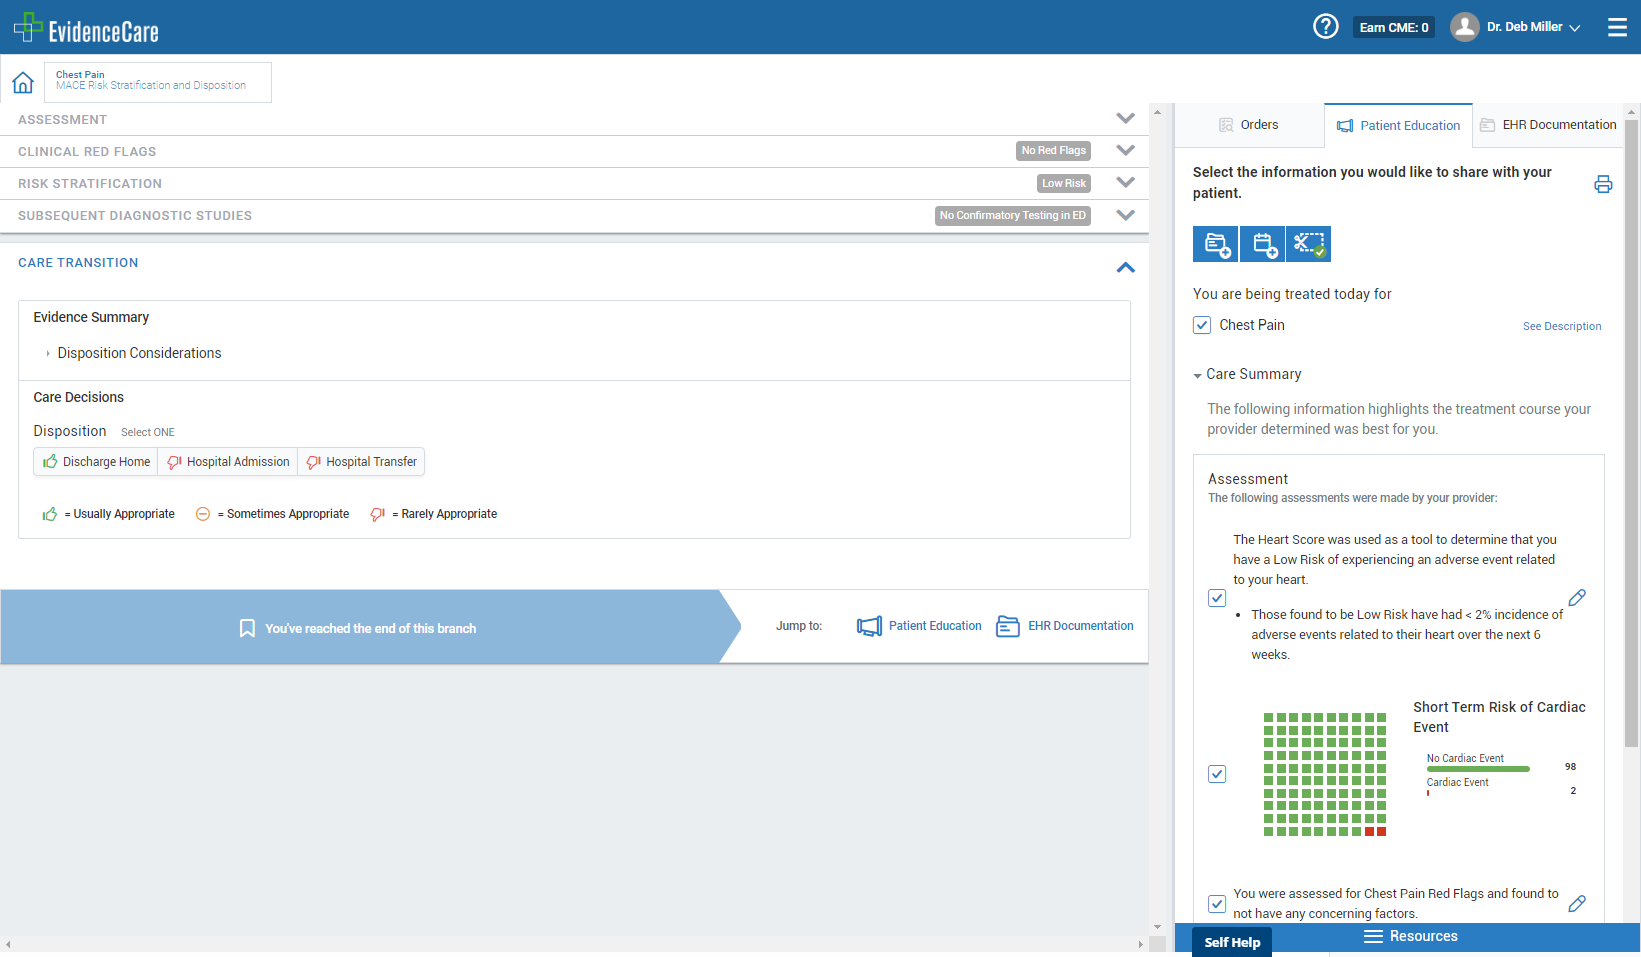 EvidenceCare
Earn CME: 0
Dr. Deb Miller
Chest Pain
MACE Risk Stratification and Disposition
ASSESSMENT
CLINICAL RED FLAGS
No Red Flags
RISK STRATIFICATION
Low Risk
SUBSEQUENT DIAGNOSTIC STUDIES
No Confirmatory Testing in ED
CARE TRANSITION
Evidence Summary
Disposition Considerations
Care Decisions
Disposition Select ONE
Discharge Home Hospital Admission Hospital Transfer
= Usually Appropriate = Sometimes Appropriate = Rarely Appropriate
You've reached the end of this branch
Jump to: Patient Education EHR Documentation
Orders Patient Education EHR Documentation
Select the information you would like to share with your
patient.
You are being treated today for
Chest Pain See Description
Care Summary
The following information highlights the treatment course your
provider determined was best for you.
Assessment
The following assessments were made by your provider:
The Heart Score was used as a tool to determine that you
have a Low Risk of experiencing an adverse event related
to your heart.
• Those found to be Low Risk have had < 2% incidence of
adverse events related to their heart over the next 6
weeks.
Short Term Risk of Cardiac
Event
No Cardiac Event 98
Cardiac Event 2
You were assessed for Chest Pain Red Flags and found to
not have any concerning factors.
Self Help
Resources